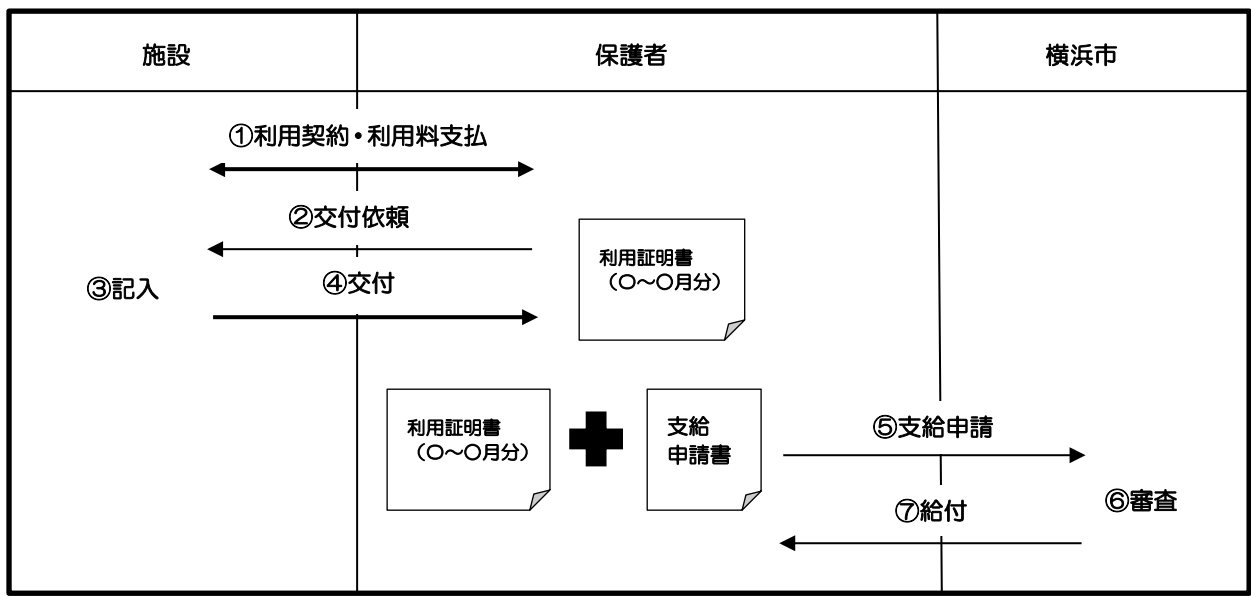 施設
保護者
横浜市
①利用契約・利用料支払
②交付依頼
利用証明書
（〇～〇月分）
③記入
④交付
利用証明書
（〇～〇月分）
支給
申請書
⑤支給申請
⑥審査
⑦給付